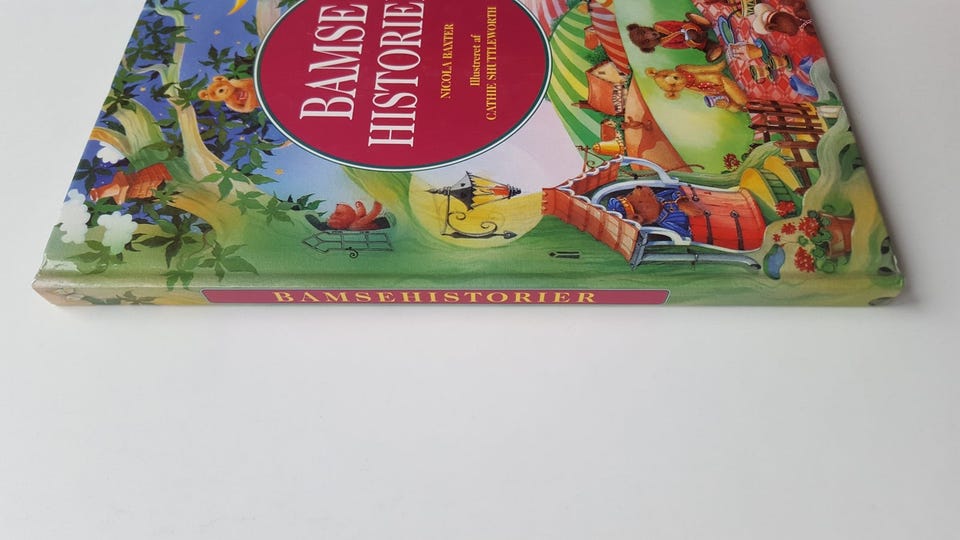 BAMSE
HISTORIER
NICOLA BAXTER
Illustreret af
CATHIE SHUTTLEWORTH
BAMSEHISTORIER